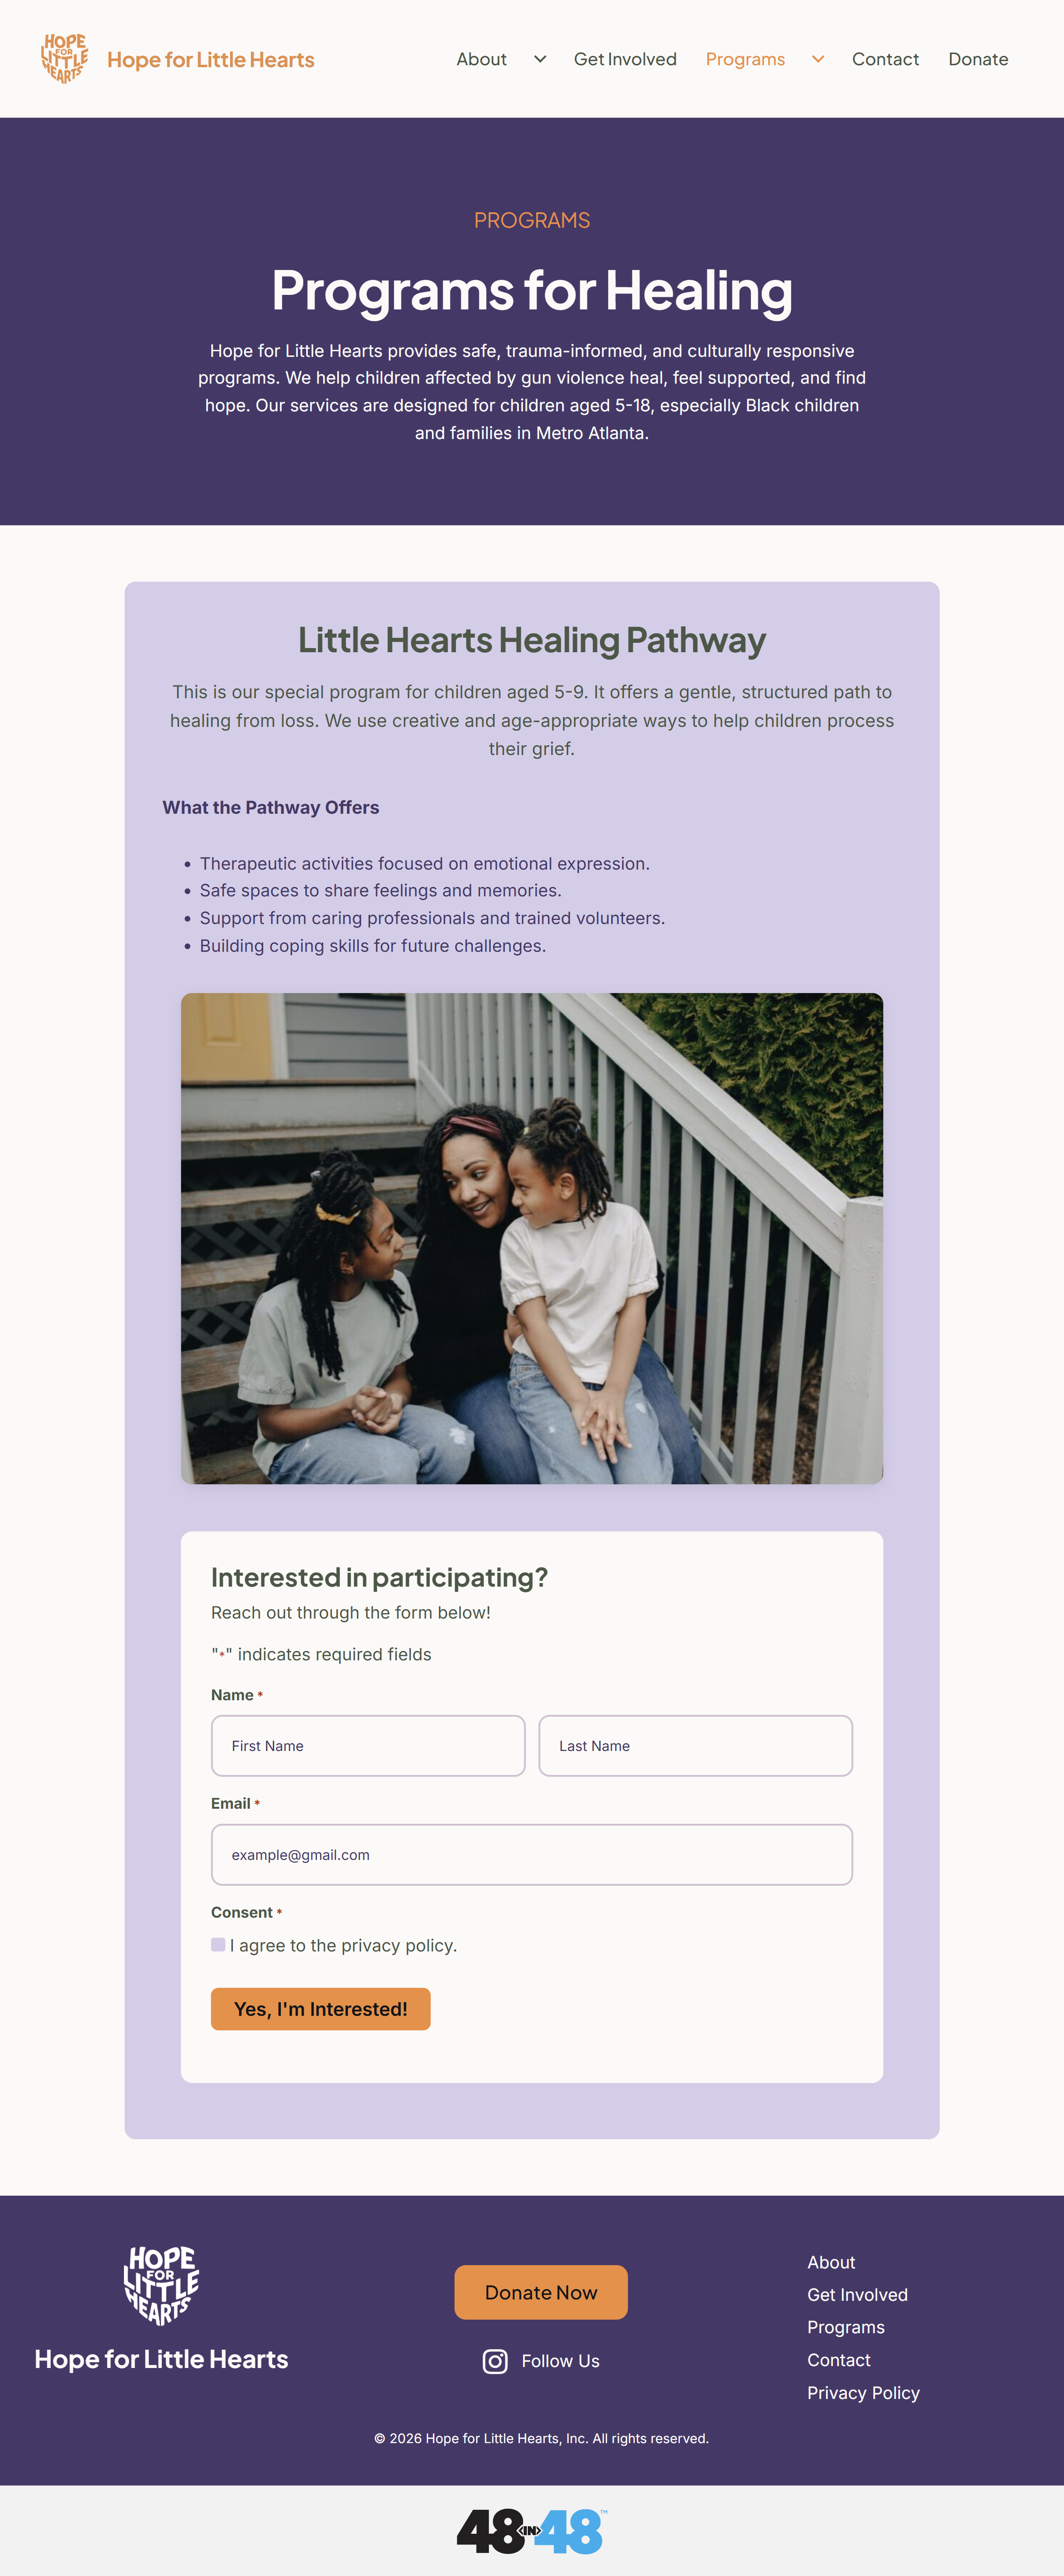 HOPE
FOR
LITTLE
HEARTS
Hope for Little Hearts
About
Get Involved
Programs
Contact
Donate
PROGRAMS
Programs for Healing
Hope for Little Hearts provides safe, trauma-informed, and culturally responsive
programs. We help children affected by gun violence heal, feel supported, and find
hope. Our services are designed for children aged 5-18, especially Black children
and families in Metro Atlanta.
Little Hearts Healing Pathway
This is our special program for children aged 5-9. It offers a gentle, structured path to
healing from loss. We use creative and age-appropriate ways to help children process
their grief.
What the Pathway Offers
• Therapeutic activities focused on emotional expression.
• Safe spaces to share feelings and memories.
• Support from caring professionals and trained volunteers.
• Building coping skills for future challenges.
Interested in participating?
Reach out through the form below!
"*" indicates required fields
Name *
First Name
Last Name
Email *
example@gmail.com
Consent *
I agree to the privacy policy.
Yes, I'm Interested!
HOPE
FOR
LITTLE
HEARTS
Hope for Little Hearts
Donate Now
Follow Us
About
Get Involved
Programs
Contact
Privacy Policy
© 2026 Hope for Little Hearts, Inc. All rights reserved.
48<IN>48™